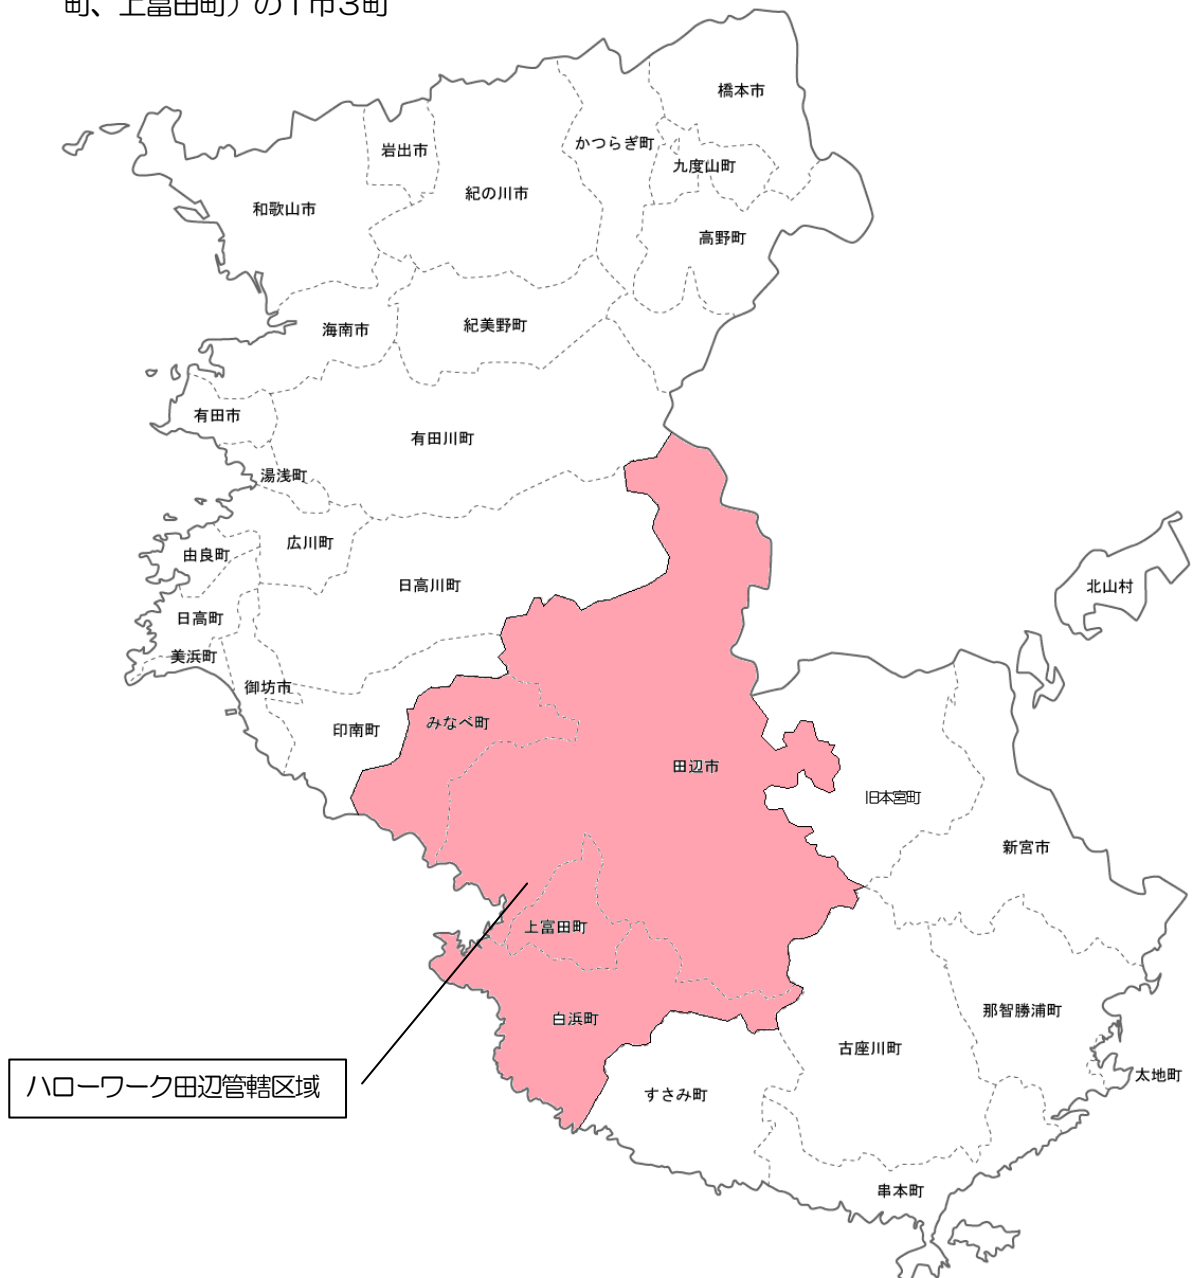 町、上富田町）の１市３町
橋本市
かつらぎ町
岩出市
九度山町
紀の川市
和歌山市
高野町
紀美野町
海南市
有田市
有田川町
湯浅町
広川町
由良町
日高川町
北山村
日高町
美浜町
御坊市
みなべ町
印南町
田辺市
旧本宮町
新宮市
上富田町
那智勝浦町
白浜町
古座川町
太地町
ハローワーク田辺管轄区域
すさみ町
串本町